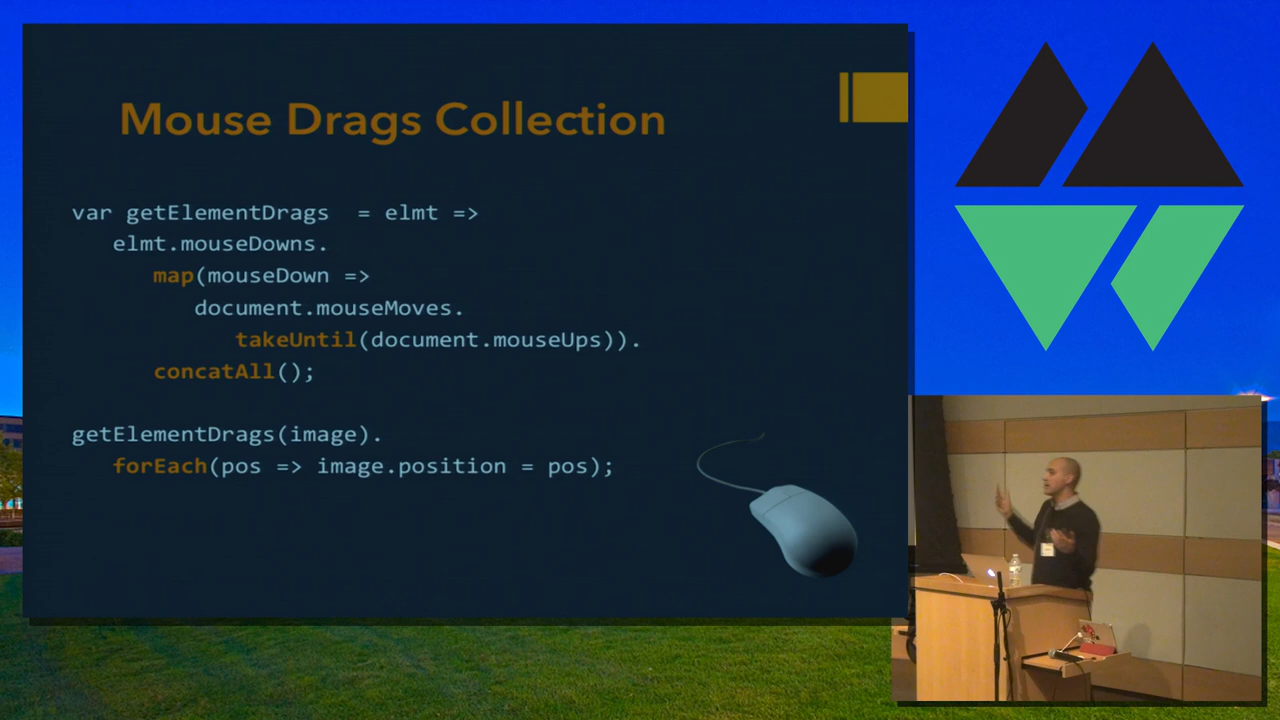 Mouse Drags Collection
var getElementDrags  = elmt =>
   elmt.mouseDowns.
      map(mouseDown =>
         document.mouseMoves.
            takeUntil(document.mouseUps)).
      concatAll();
getElementDrags(image).
   forEach(pos => image.position = pos);